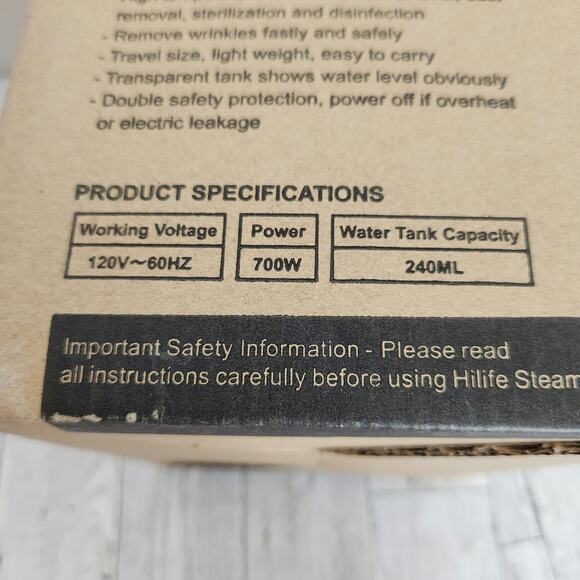 removal, sterilization and disinfection
- Remove wrinkles fastly and safely
- Travel size, light weight, easy to carry
- Transparent tank shows water level obviously
- Double safety protection, power off if overheat
or electric leakage
PRODUCT SPECIFICATIONS
Working Voltage Power Water Tank Capacity
120V~60HZ 700W 240ML
Important Safety Information - Please read
all instructions carefully before using Hilife Steam